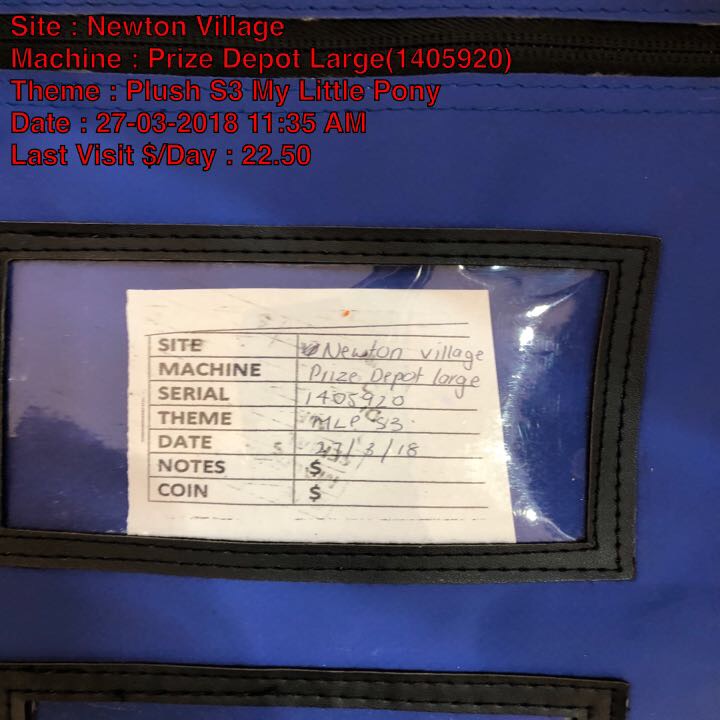 Site : Newton Village
Machine : Prize Depot Large(1405920)
Theme : Plush S3 My Little Pony
Date : 27-03-2018 11:35 AM
Last Visit $/Day : 22.50
SITE Newton village
MACHINE Prize Depot large
SERIAL 1405920
THEME MLP S3
DATE 27/3/18
NOTES $
COIN $